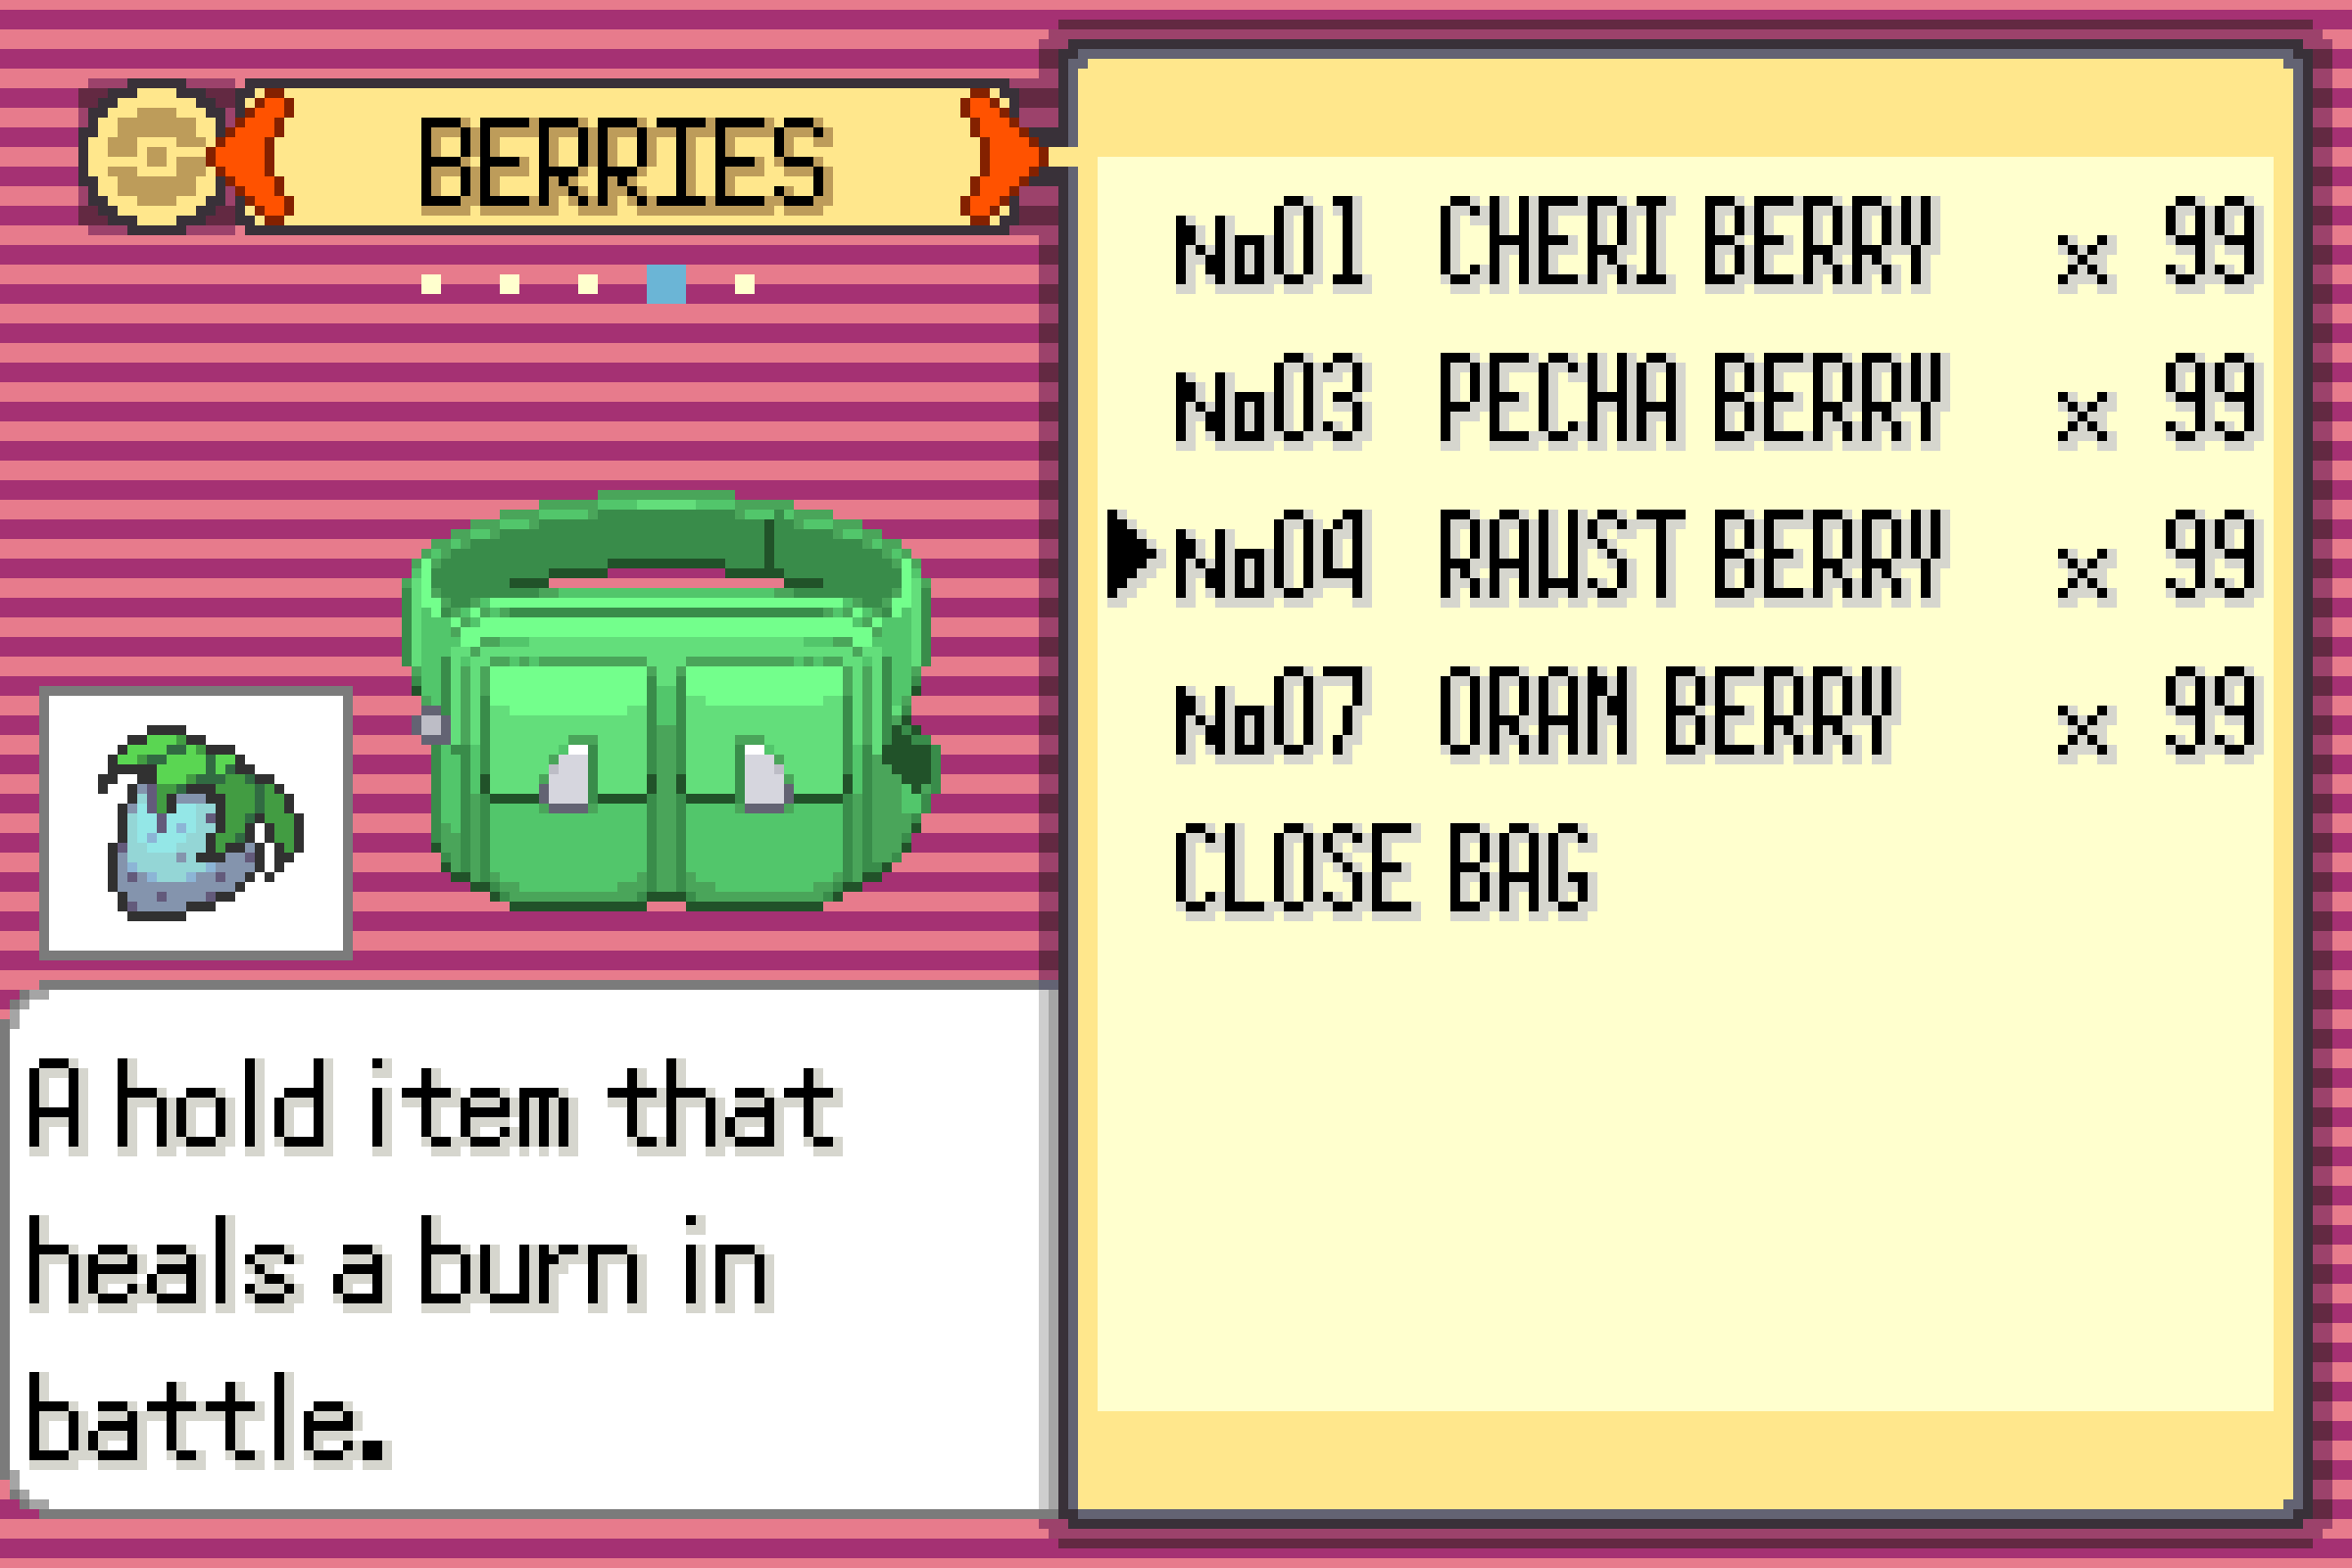 BERRIES
No01 CHERI BERRY x 99
No03 PECHA BERRY x 99
No04 RAWST BERRY x 99
No07 ORAN BERRY x 99
CLOSE BAG
A hold item that
heals a burn in
battle.